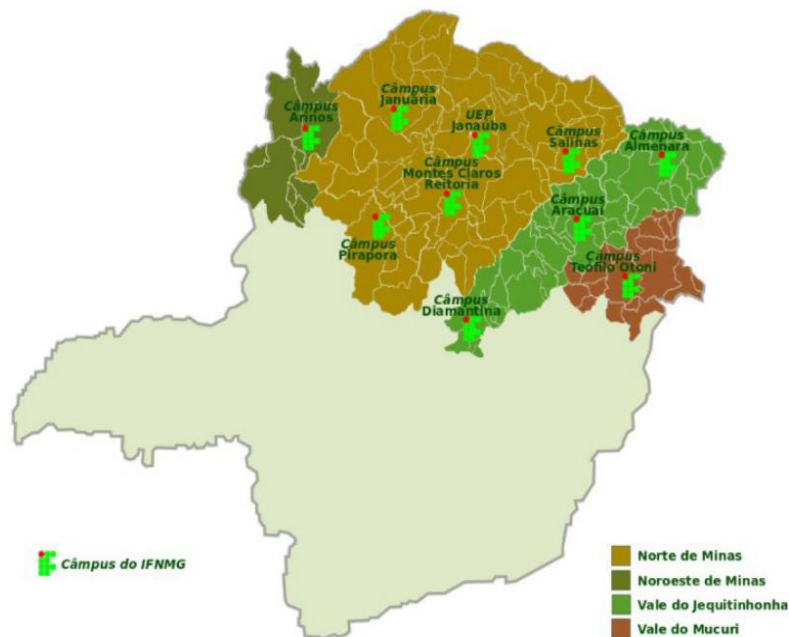 Câmpus
Arinos
Câmpus
Januária
UEP
Janaúba
Câmpus
Salinas
Câmpus
Almenara
Câmpus
Montes Claros
Reitoria
Câmpus
Araçuaí
Câmpus
Pirapora
Câmpus
Teófilo Otoni
Câmpus
Diamantina
Câmpus do IFNMG
Norte de Minas
Noroeste de Minas
Vale do Jequitinhonha
Vale do Mucuri